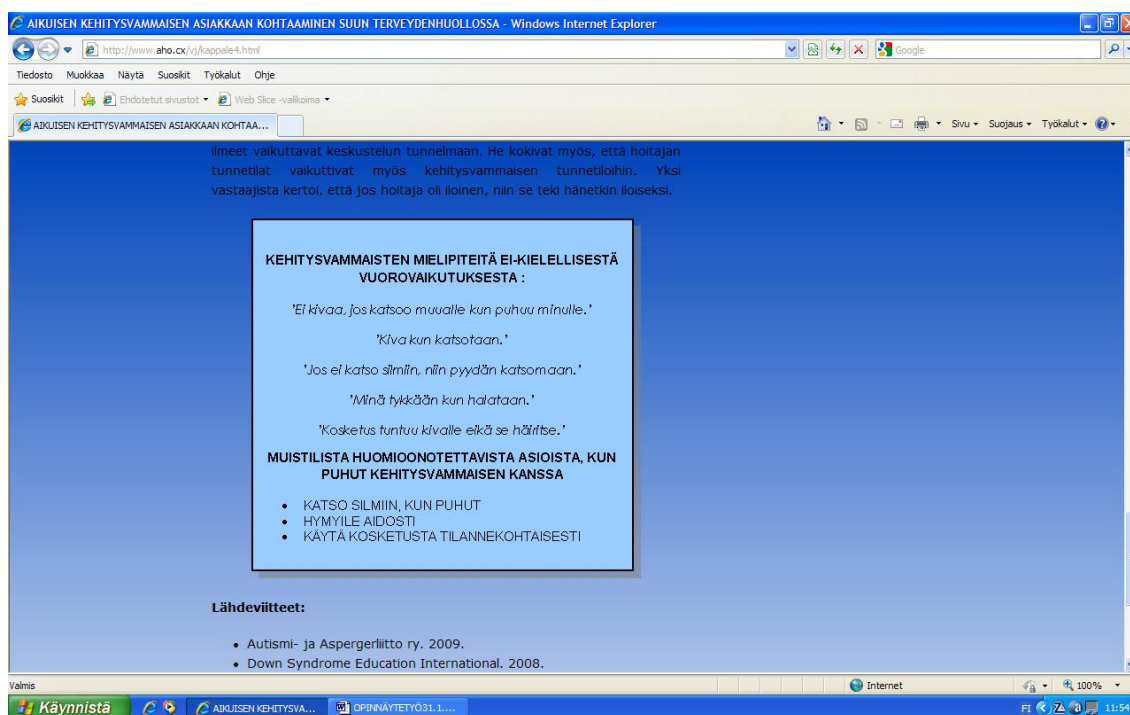 AIKUISEN KEHITYSVAMMAISEN ASIAKKAAN KOHTAAMINEN SUUN TERVEYDENHUOLLOSSA - Windows Internet Explorer
http://www.aho.cx/vj/kappale4.html
Google
Tiedosto Muokkaa Näytä Suosikit Työkalut Ohje
Suosikit Ehdotetut sivustot Web Slice -valikoima
AIKUISEN KEHITYSVAMMAISEN ASIAKKAAN KOHTAA...
Sivu Suojaus Työkalut
ilmeet vaikuttavat keskustelun tunnelmaan. He kokivat myös, että hoitajan
tunnetilat vaikuttivat myös kehitysvammaisen tunnetiloihin. Yksi
vastaajista kertoi, että jos hoitaja oli iloinen, niin se teki hänetkin iloiseksi.
KEHITYSVAMMAISTEN MIELIPITEITÄ EI-KIELELLISESTÄ
VUOROVAIKUTUKSESTA :
'Ei kivaa, jos katsoo muualle kun puhuu minulle.'
'Kiva kun katsotaan.'
'Jos ei katso silmiin, niin pyydän katsomaan.'
'Minä tykkään kun halataan.'
'Kosketus tuntuu kivalle eikä se häiritse.'
MUISTILISTA HUOMIOONOTETTAVISTA ASIOISTA, KUN
PUHUT KEHITYSVAMMAISEN KANSSA
• KATSO SILMIIN, KUN PUHUT
• HYMYILE AIDOSTI
• KÄYTÄ KOSKETUSTA TILANNEKOHTAISESTI
Lähdeviitteet:
• Autismi- ja Aspergerliitto ry. 2009.
• Down Syndrome Education International. 2008.
Valmis
Internet
100%
Käynnistä
AIKUISEN KEHITYSVA...
OPINNÄYTETYÖ31.1....
FI
11:54